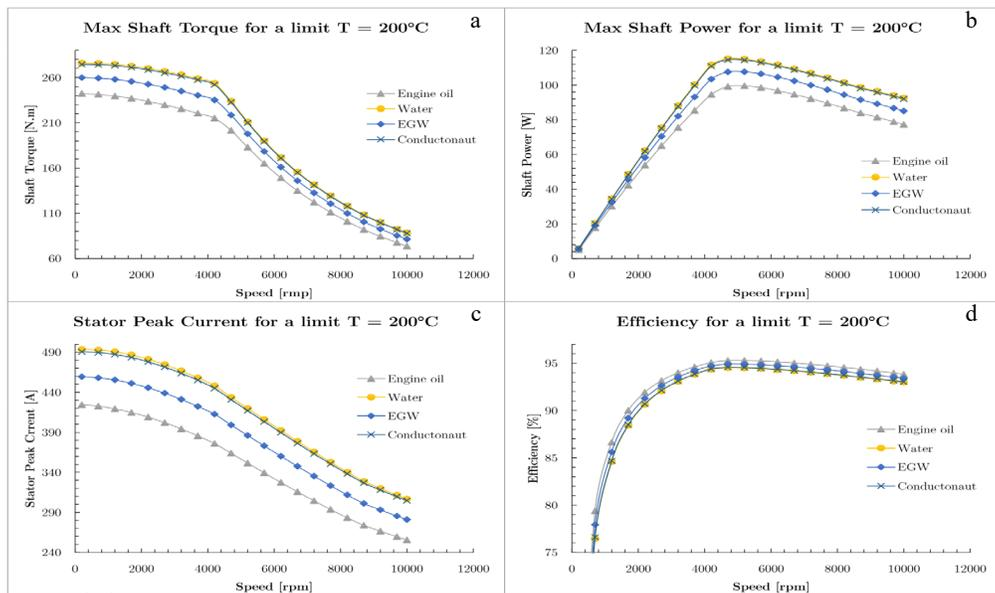 Max Shaft Torque for a limit T = 200°C
a
Shaft Torque [N.m]
260
210
160
110
60
0
2000
4000
6000
8000
10000
12000
Speed [rmp]
Engine oil
Water
EGW
Conductonaut
Max Shaft Power for a limit T = 200°C
b
Shaft Power [W]
120
100
80
60
40
20
0
0
2000
4000
6000
8000
10000
12000
Speed [rpm]
Engine oil
Water
EGW
Conductonaut
Stator Peak Current for a limit T = 200°C
c
Stator Peak Crrent [A]
490
440
390
340
290
240
0
2000
4000
6000
8000
10000
12000
Speed [rpm]
Engine oil
Water
EGW
Conductonaut
Efficiency for a limit T = 200°C
d
Efficiency [%]
95
90
85
80
75
0
2000
4000
6000
8000
10000
12000
Speed [rpm]
Engine oil
Water
EGW
Conductonaut